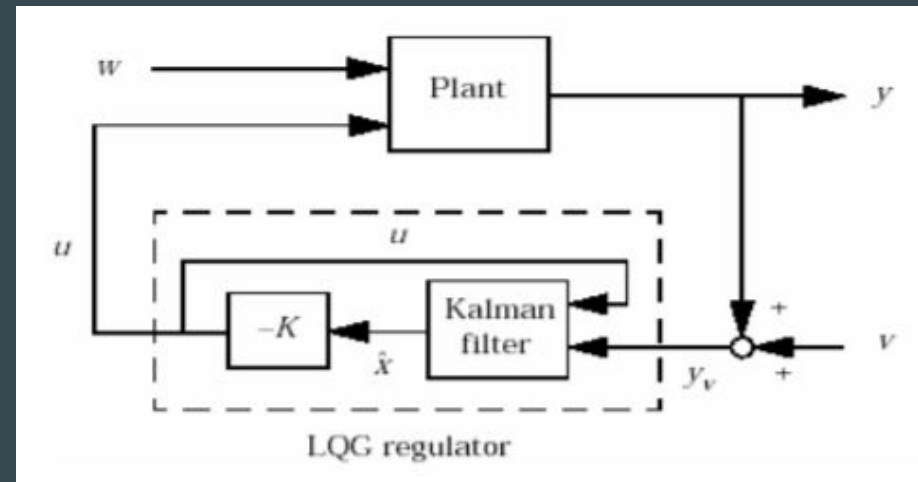 w
Plant
y
u
u
Kalman
filter
–K
x̂
y_v
+
+
v
LQG regulator